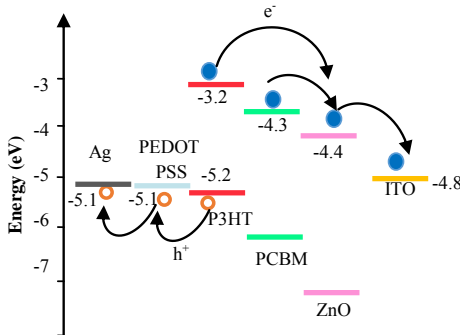 e-
-3
-3.2
-4
-4.3
-4.4
Ag
PEDOT
PSS
-5
-5.1
-5.1
-5.2
P3HT
ITO
-4.8
-6
h+
PCBM
-7
ZnO
Energy (eV)